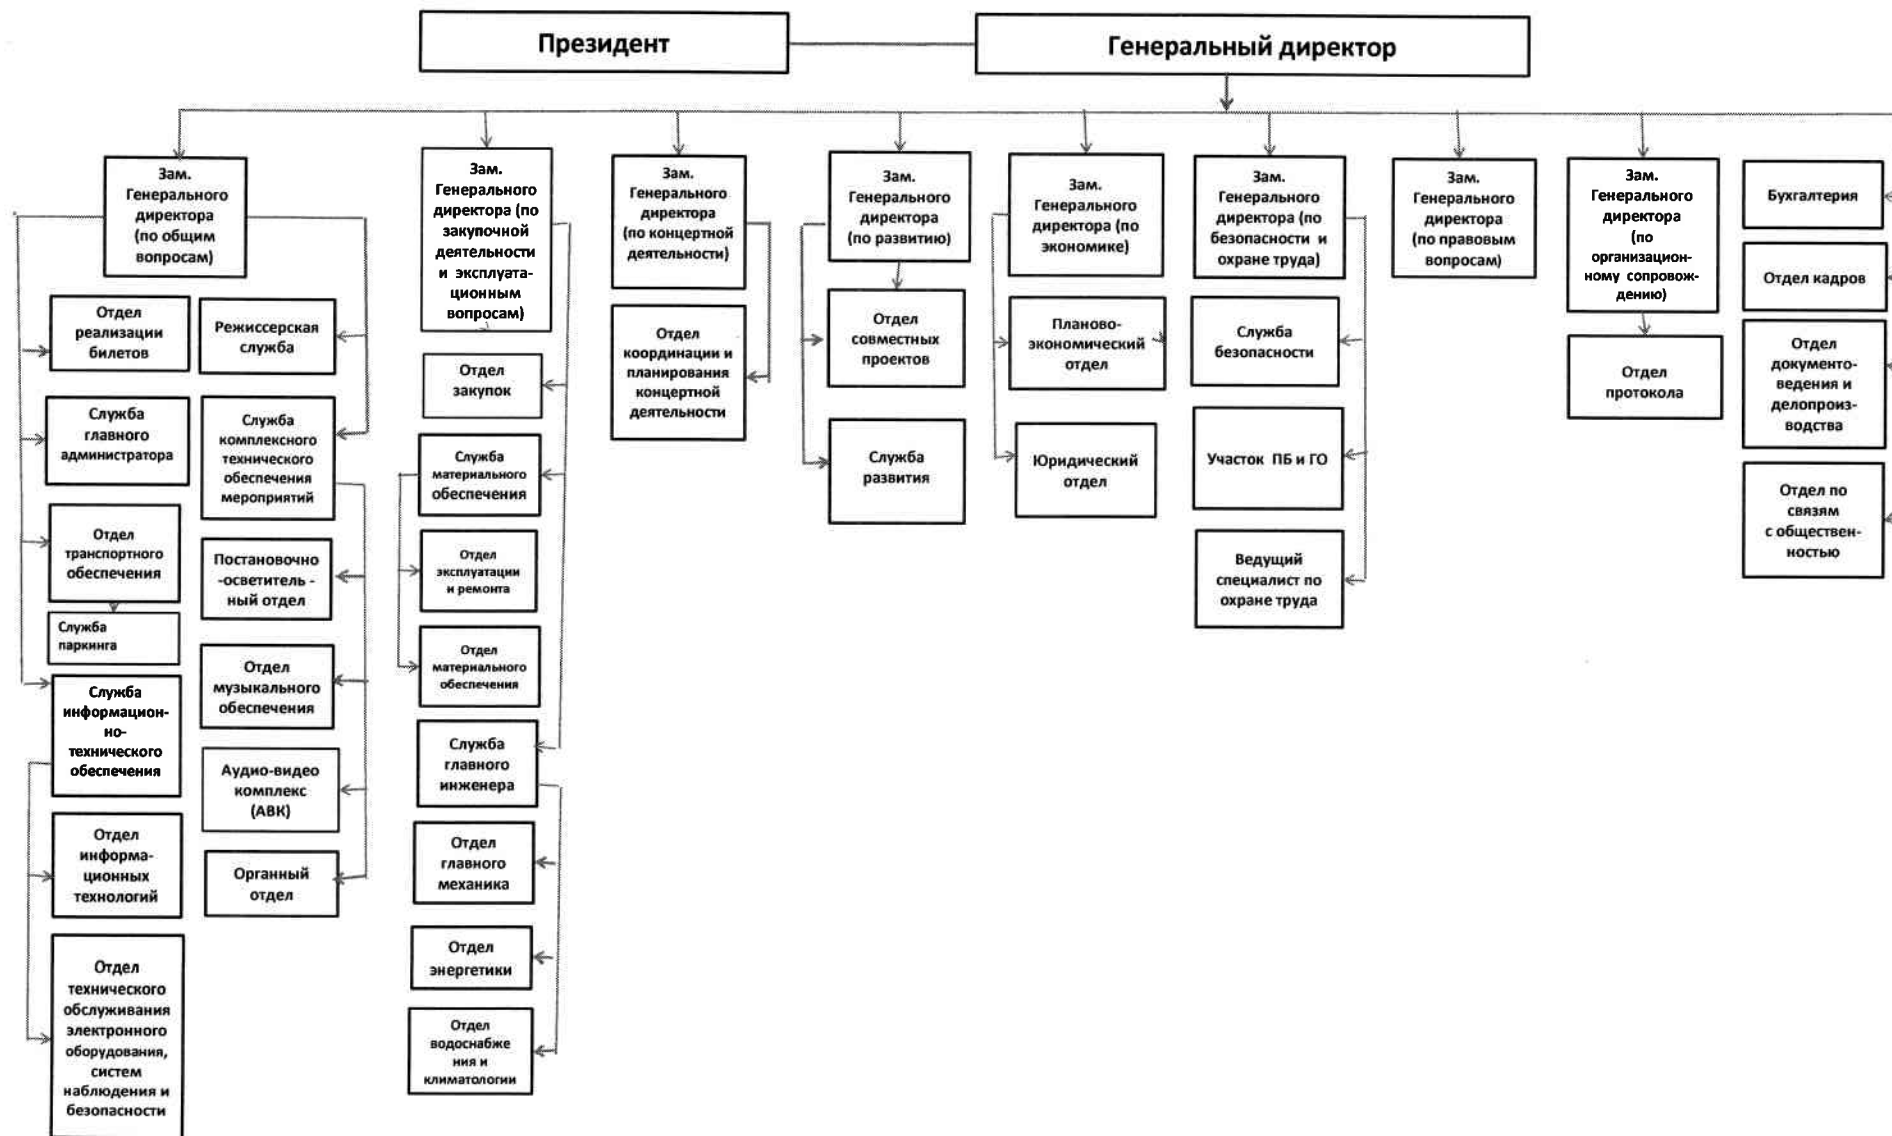 Президент
Генеральный директор
Зам.
Генерального
директора
(по общим
вопросам)
Отдел
реализации
билетов
Служба
главного
администратора
Отдел
транспортного
обеспечения
Служба
паркинга
Служба
информацион-
но-
технического
обеспечения
Отдел
информа-
ционных
технологий
Отдел
технического
обслуживания
электронного
оборудования,
систем
наблюдения и
безопасности
Режиссерская
служба
Служба
комплексного
технического
обеспечения
мероприятий
Постановочно
-осветитель -
ный отдел
Отдел
музыкального
обеспечения
Аудио-видео
комплекс
(АВК)
Органный
отдел
Зам.
Генерального
директора (по
закупочной
деятельности
и эксплуата-
ционным
вопросам)
Отдел
закупок
Служба
материального
обеспечения
Отдел
эксплуатации
и ремонта
Отдел
материального
обеспечения
Служба
главного
инженера
Отдел
главного
механика
Отдел
энергетики
Отдел
водоснабже
ния и
климатологии
Зам.
Генерального
директора
(по концертной
деятельности)
Отдел
координации и
планирования
концертной
деятельности
Зам.
Генерального
директора
(по развитию)
Отдел
совместных
проектов
Служба
развития
Зам.
Генерального
директора (по
экономике)
Планово-
экономический
отдел
Юридический
отдел
Зам.
Генерального
директора (по
безопасности и
охране труда)
Служба
безопасности
Участок ПБ и ГО
Ведущий
специалист по
охране труда
Зам.
Генерального
директора
(по правовым
вопросам)
Зам.
Генерального
директора
(по
организацион-
ному сопровож-
дению)
Отдел
протокола
Бухгалтерия
Отдел кадров
Отдел
документо-
ведения и
делопроиз-
водства
Отдел по
связям
с обществен-
ностью